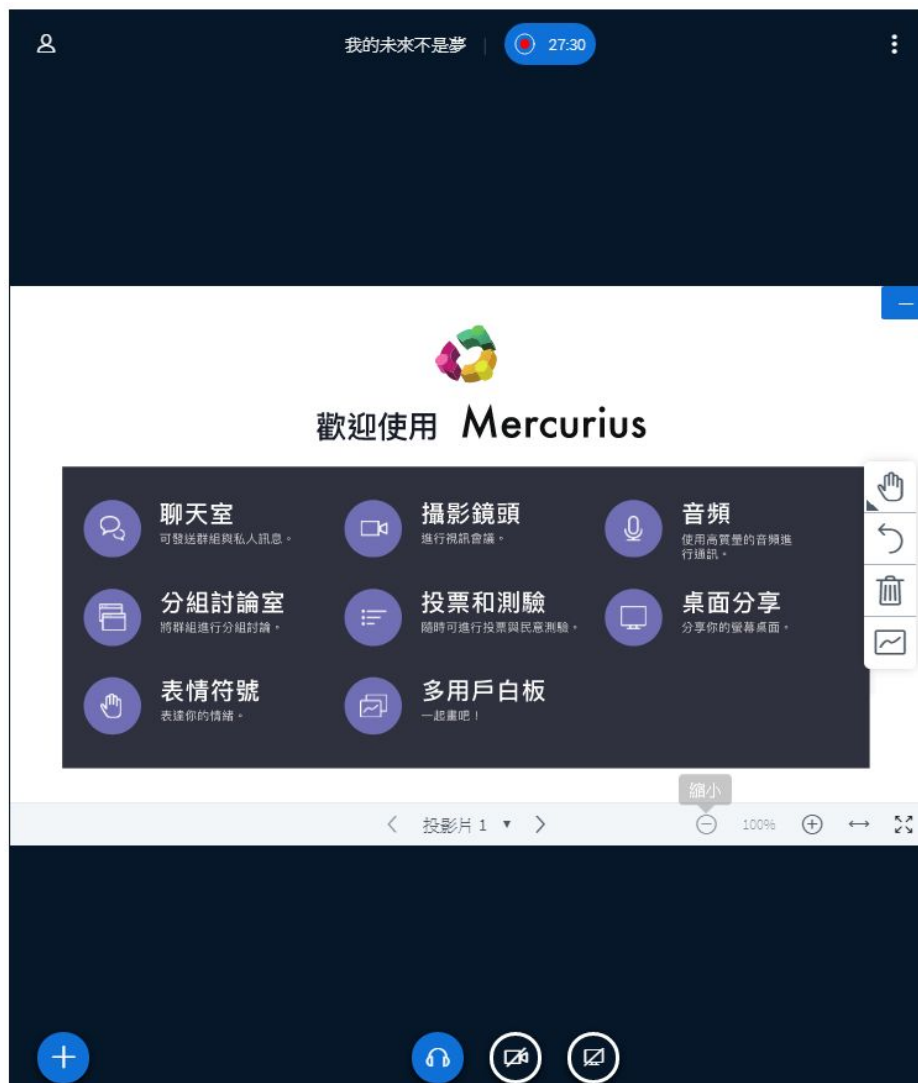 我的未來不是夢
27:30
歡迎使用 Mercurius
聊天室
可發送群組與私人訊息。
攝影鏡頭
進行視訊會議。
音頻
使用高質量的音頻進
行通訊。
分組討論室
將群組進行分組討論。
投票和測驗
隨時可進行投票與民意測驗。
桌面分享
分享你的螢幕桌面。
表情符號
表達你的情緒。
多用戶白板
一起畫吧！
縮小
投影片 1
100%